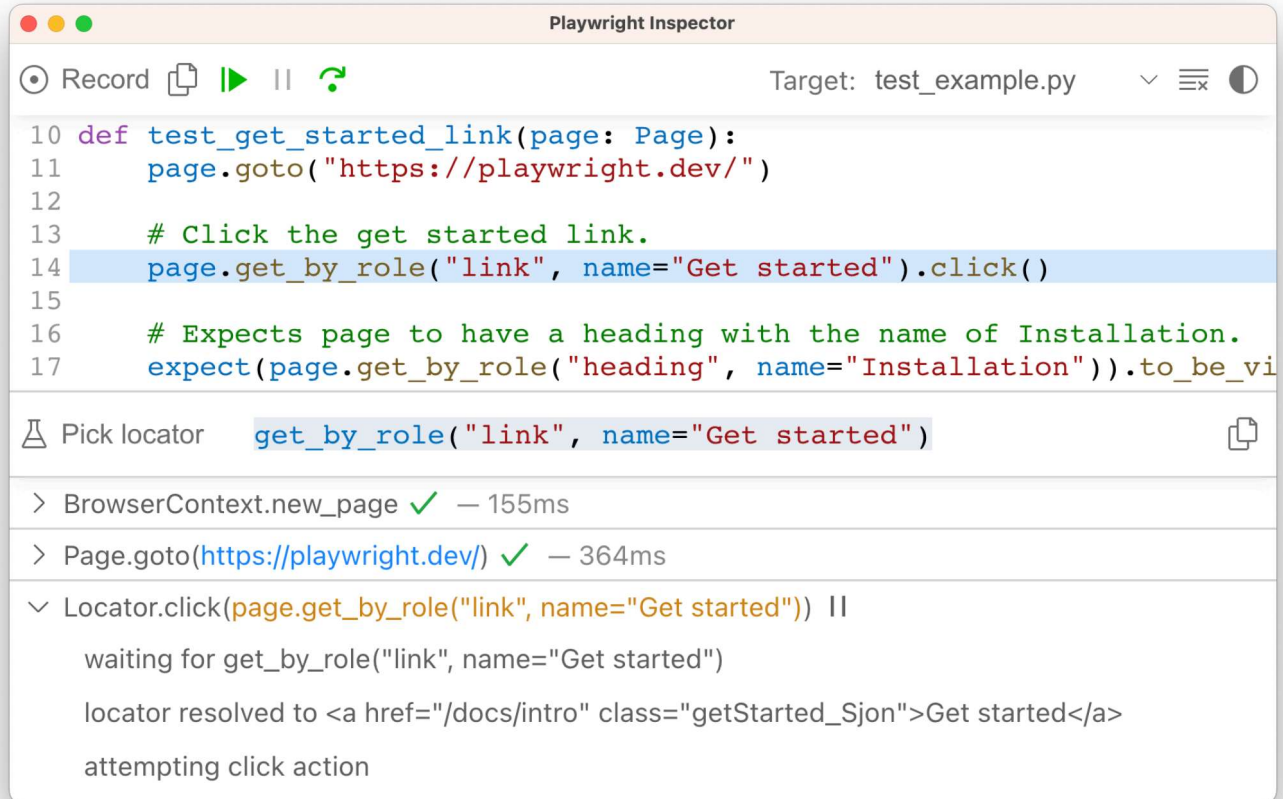 Playwright Inspector
Record Target: test_example.py
10 def test_get_started_link(page: Page):
11     page.goto("https://playwright.dev/")
12
13     # Click the get started link.
14     page.get_by_role("link", name="Get started").click()
15
16     # Expects page to have a heading with the name of Installation.
17     expect(page.get_by_role("heading", name="Installation")).to_be_vi
Pick locator get_by_role("link", name="Get started")
BrowserContext.new_page ✓ — 155ms
Page.goto(https://playwright.dev/) ✓ — 364ms
Locator.click(page.get_by_role("link", name="Get started"))
waiting for get_by_role("link", name="Get started")
locator resolved to <a href="/docs/intro" class="getStarted_Sjon">Get started</a>
attempting click action